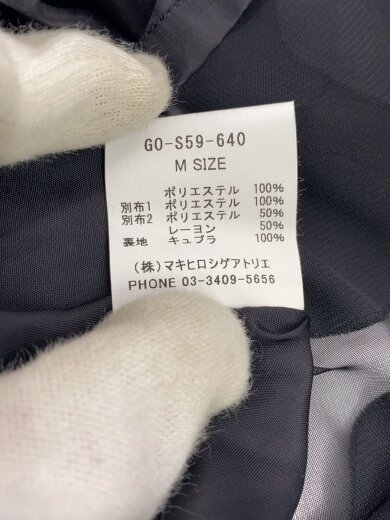 GO-S59-640
M SIZE
ポリエステル 100%
別布1 ポリエステル 100%
別布2 ポリエステル 50%
レーヨン 50%
裏地 キュプラ 100%
(株)マキヒロシゲアトリエ
PHONE 03-3409-5656